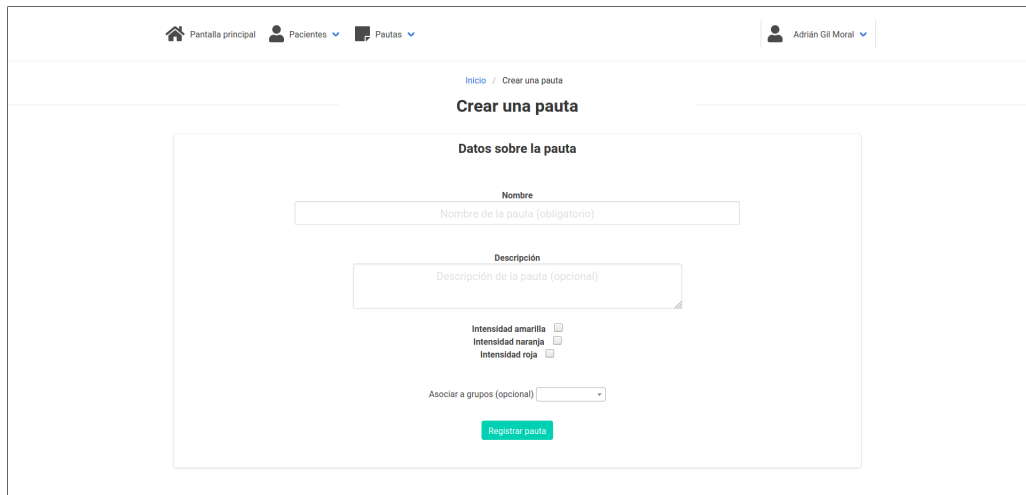 Pantalla principal Pacientes Pautas Adrián Gil Moral
Inicio / Crear una pauta
Crear una pauta
Datos sobre la pauta
Nombre
Nombre de la pauta (obligatorio)
Descripción
Descripción de la pauta (opcional)
Intensidad amarilla
Intensidad naranja
Intensidad roja
Asociar a grupos (opcional)
Registrar pauta